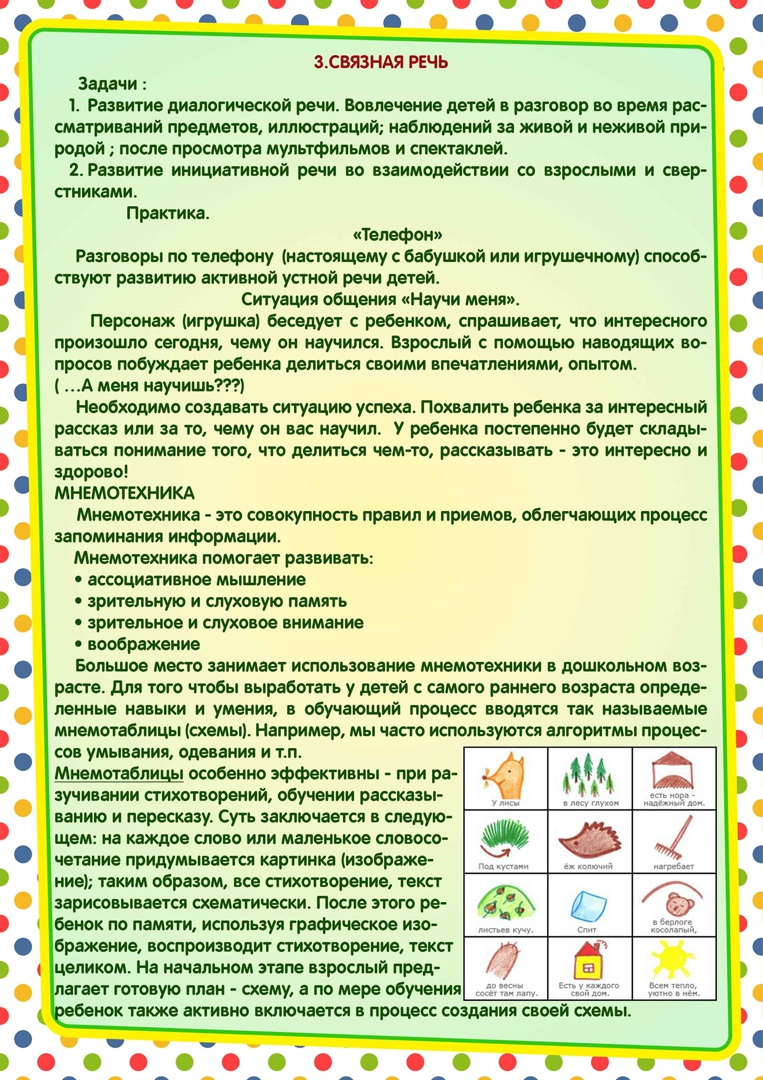 3.СВЯЗНАЯ РЕЧЬ
Задачи :
1. Развитие диалогической речи. Вовлечение детей в разговор во время рас-
сматриваний предметов, иллюстраций; наблюдений за живой и неживой при-
родой ; после просмотра мультфильмов и спектаклей.
2. Развитие инициативной речи во взаимодействии со взрослыми и свер-
стниками.
Практика.
«Телефон»
Разговоры по телефону (настоящему с бабушкой или игрушечному) способ-
ствуют развитию активной устной речи детей.
Ситуация общения «Научи меня».
Персонаж (игрушка) беседует с ребенком, спрашивает, что интересного
произошло сегодня, чему он научился. Взрослый с помощью наводящих во-
просов побуждает ребенка делиться своими впечатлениями, опытом.
( ...А меня научишь???)
Необходимо создавать ситуацию успеха. Похвалить ребенка за интересный
рассказ или за то, чему он вас научил. У ребенка постепенно будет склады-
ваться понимание того, что делиться чем-то, рассказывать - это интересно и
здорово!
МНЕМОТЕХНИКА
Мнемотехника - это совокупность правил и приемов, облегчающих процесс
запоминания информации.
Мнемотехника помогает развивать:
• ассоциативное мышление
• зрительную и слуховую память
• зрительное и слуховое внимание
• воображение
Большое место занимает использование мнемотехники в дошкольном воз-
расте. Для того чтобы выработать у детей с самого раннего возраста опреде-
ленные навыки и умения, в обучающий процесс вводятся так называемые
мнемотаблицы (схемы). Например, мы часто используются алгоритмы процес-
сов умывания, одевания и т.п.
Мнемотаблицы особенно эффективны - при ра-
зучивании стихотворений, обучении рассказы-
ванию и пересказу. Суть заключается в следую-
щем: на каждое слово или маленькое словосо-
четание придумывается картинка (изображе-
ние); таким образом, все стихотворение, текст
зарисовывается схематически. После этого ре-
бенок по памяти, используя графическое изо-
бражение, воспроизводит стихотворение, текст
целиком. На начальном этапе взрослый пред-
лагает готовую план - схему, а по мере обучения
ребенок также активно включается в процесс создания своей схемы.
У лисы
в лесу глухом
есть нора -
надёжный дом.
Под кустами
ёж колючий
нагребает
листьев кучу.
Спит
в берлоге
косолапый,
до весны
сосёт там лапу.
Есть у каждого
свой дом.
Всем тепло,
уютно в нём.